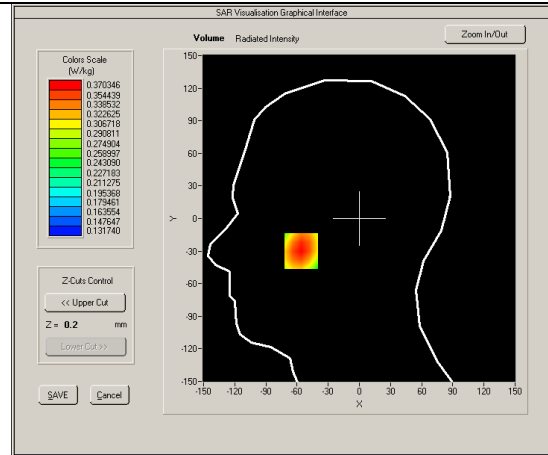 SAR Visualisation Graphical Interface
Volume Radiated Intensity
Zoom In/Out
Colors Scale
(W/kg)
0.370346
0.354439
0.338532
0.322625
0.306718
0.290811
0.274904
0.258997
0.243090
0.227183
0.211275
0.195368
0.179461
0.163554
0.147647
0.131740
Z-Cuts Control
<< Upper Cut
Z = 0.2 mm
Lower Cut >>
SAVE Cancel
150
120
90
60
30
0
-30
-60
-90
-120
-150
Y
-150 -120 -90 -60 -30 0 30 60 90 120 150
X